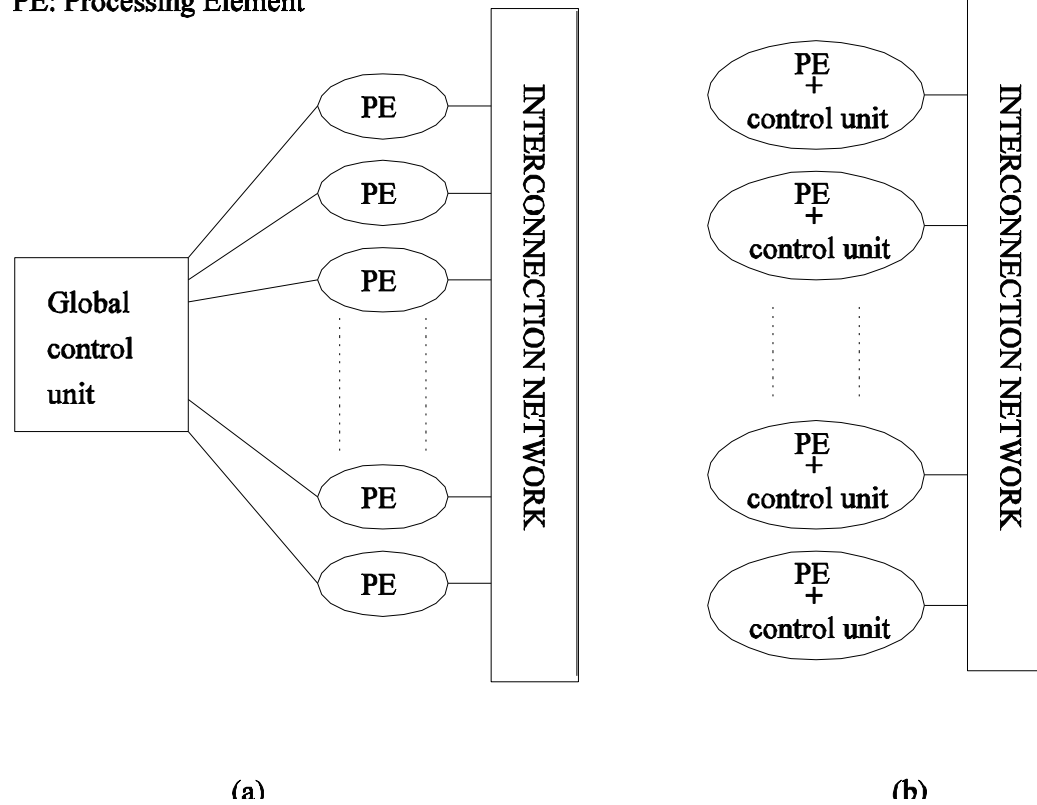 PE: Processing Element
Global
control
unit
PE
PE
PE
PE
PE
INTERCONNECTION NETWORK
(a)
PE
+
control unit
PE
+
control unit
PE
+
control unit
PE
+
control unit
INTERCONNECTION NETWORK
(b)